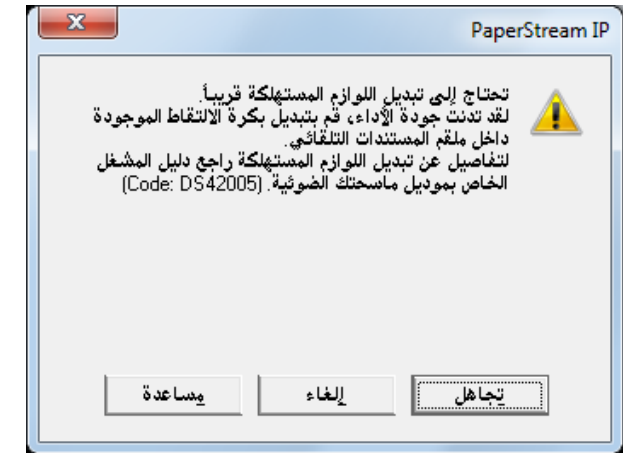 PaperStream IP
تحتاج إلى تبديل اللوازم المستهلكة قريباً.
لقد تدنت جودة الأداء، قم بتبديل بكرة الالتقاط الموجودة
داخل ملقم المستندات التلقائي.
لتفاصيل عن تبديل اللوازم المستهلكة راجع دليل المشغل
الخاص بموديل ماسحتك الضوئية. (Code: DS42005)
تجاهل
إلغاء
مساعدة